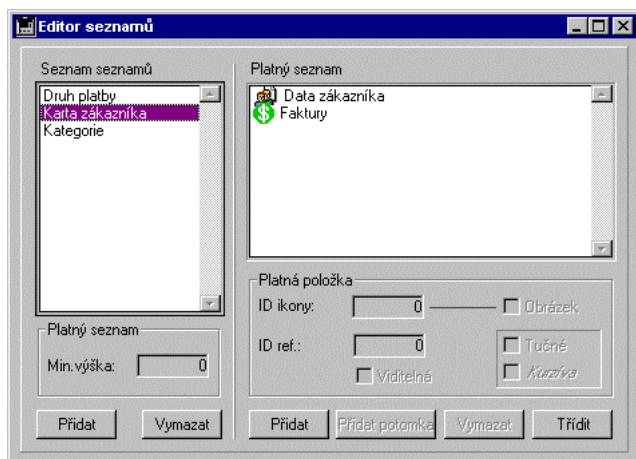 Editor seznamů
Seznam seznamů
Druh platby
Karta zákazníka
Kategorie
Platný seznam
Min.výška: 0
Přidat Vymazat
Platný seznam
Data zákazníka
Faktury
Platná položka
ID ikony: 0 Obrázek
ID ref.: 0 Tučné
Viditelná Kurzíva
Přidat Přidat potomka Vymazat Třídit